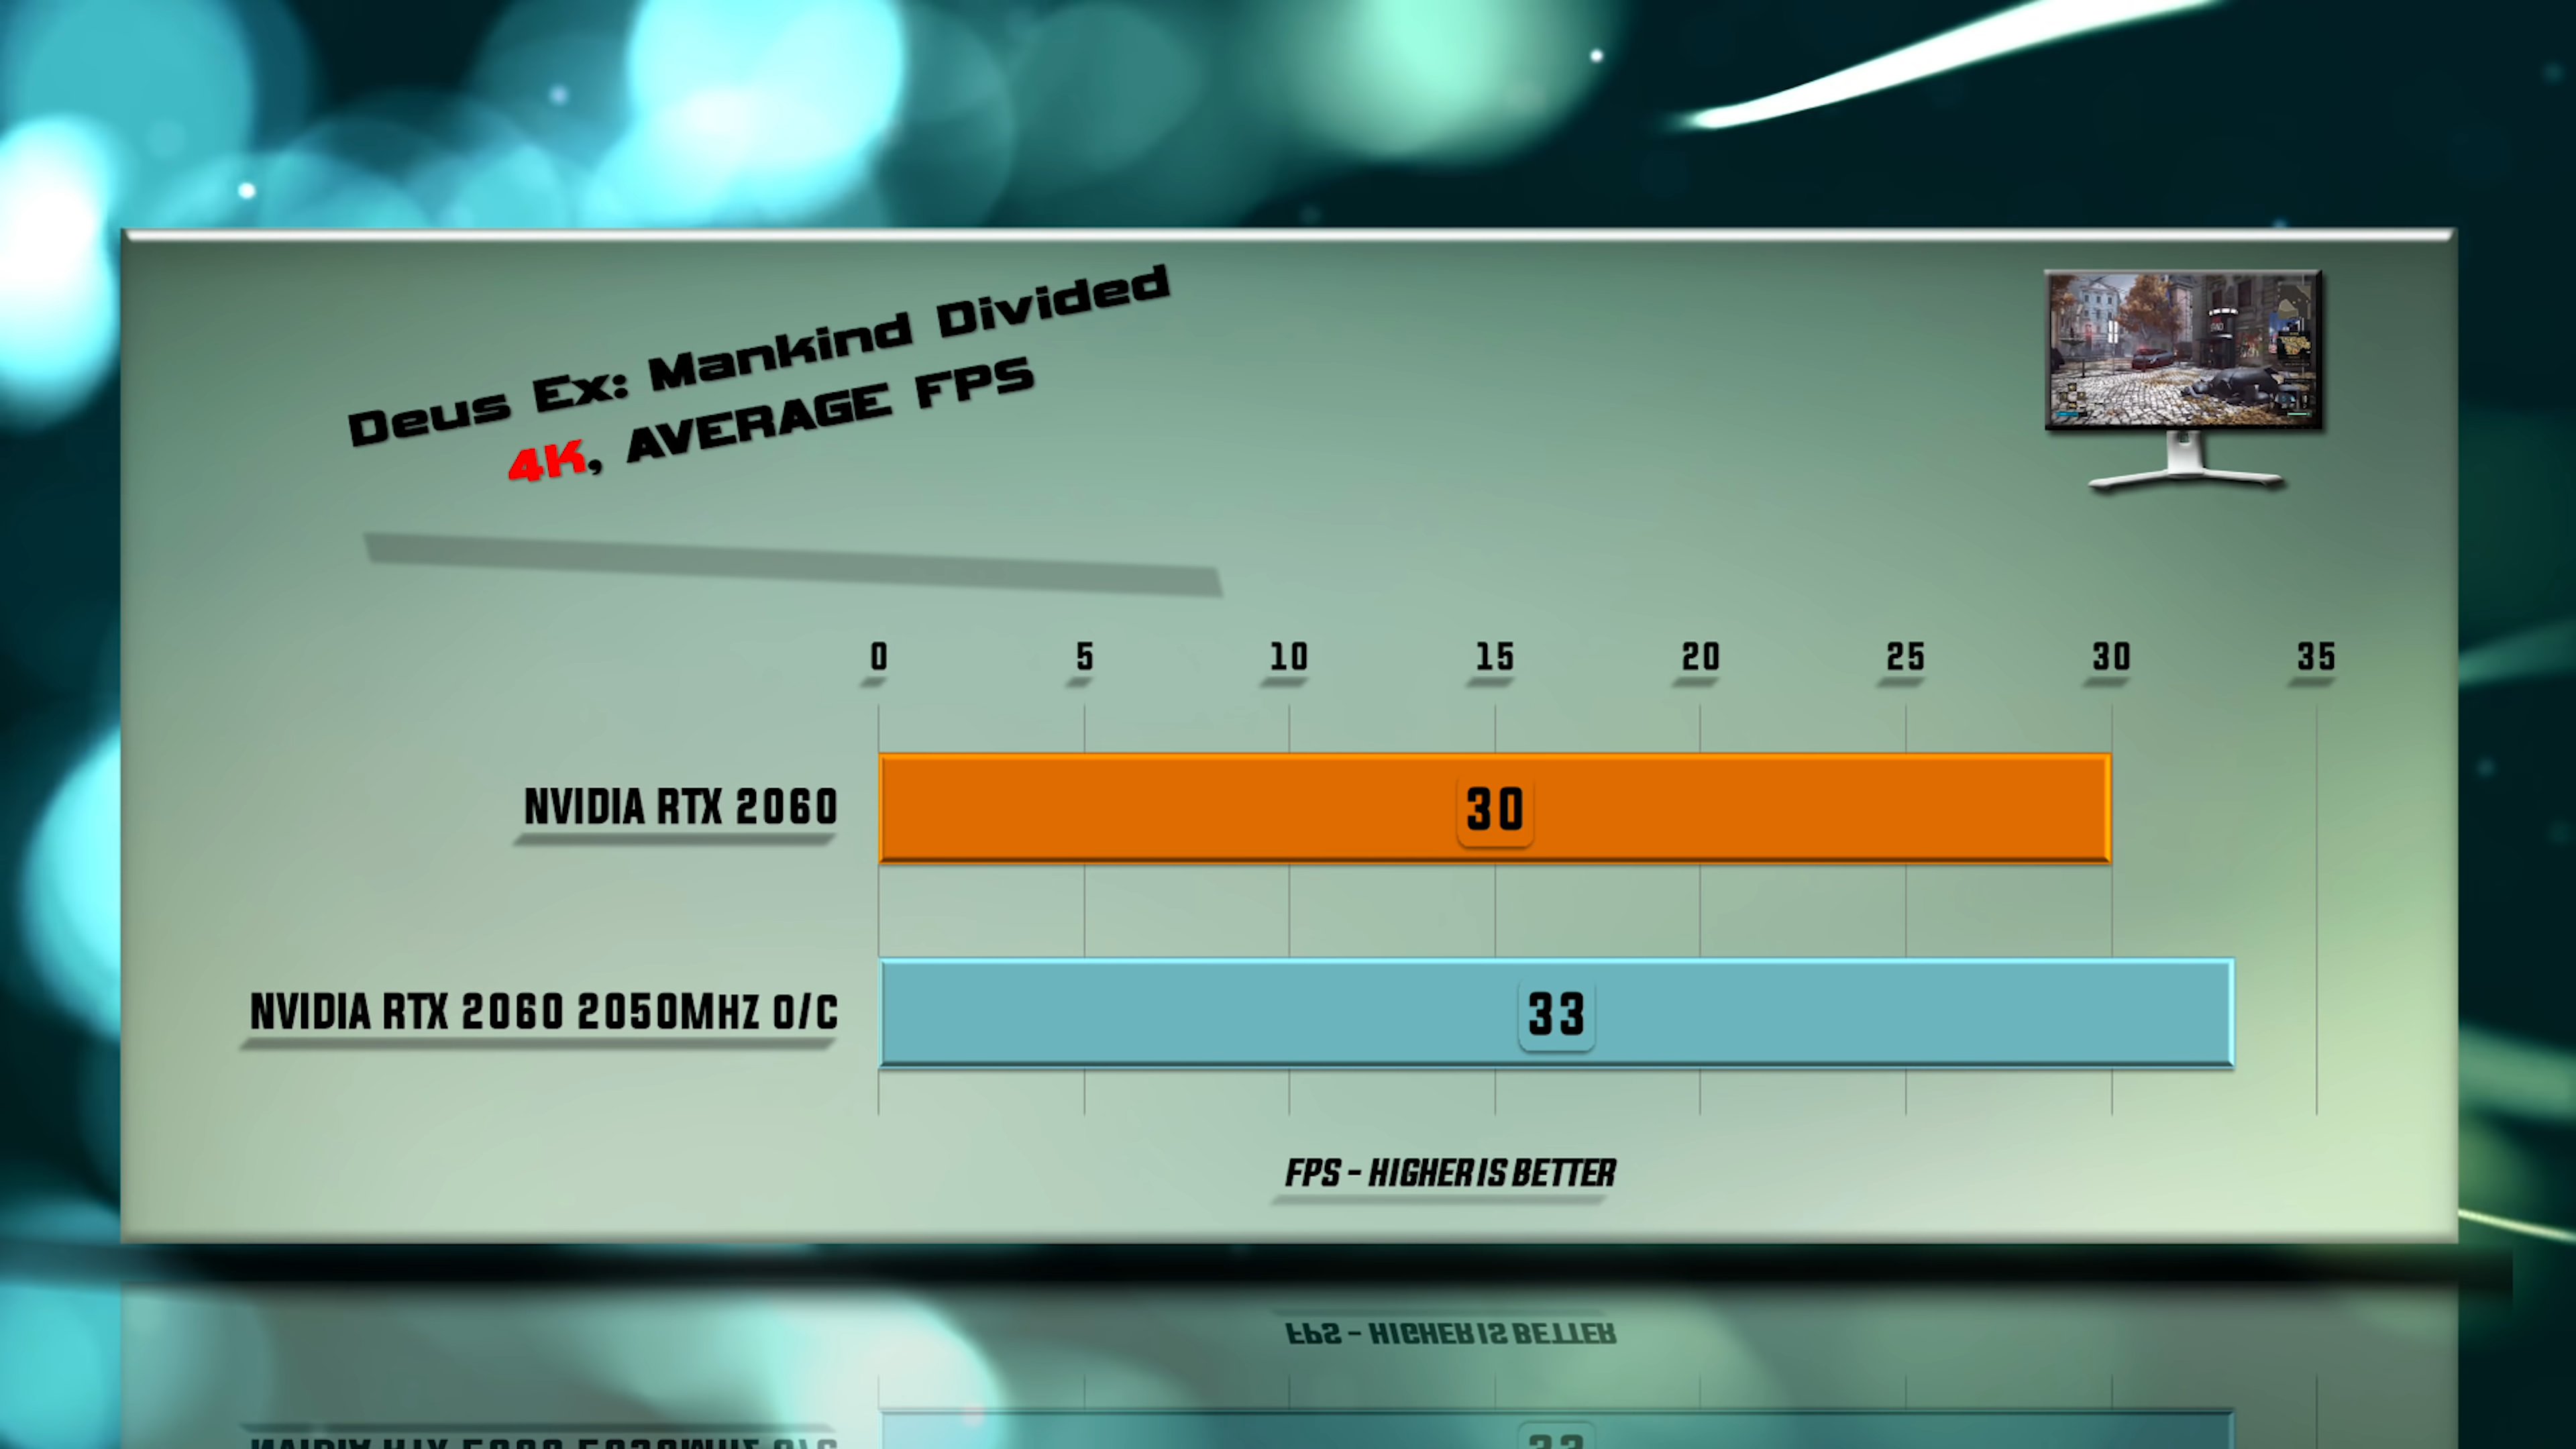 Deus Ex: Mankind Divided
4K, AVERAGE FPS
0 5 10 15 20 25 30 35
NVIDIA RTX 2060 30
NVIDIA RTX 2060 2050MHZ O/C 33
FPS - HIGHER IS BETTER